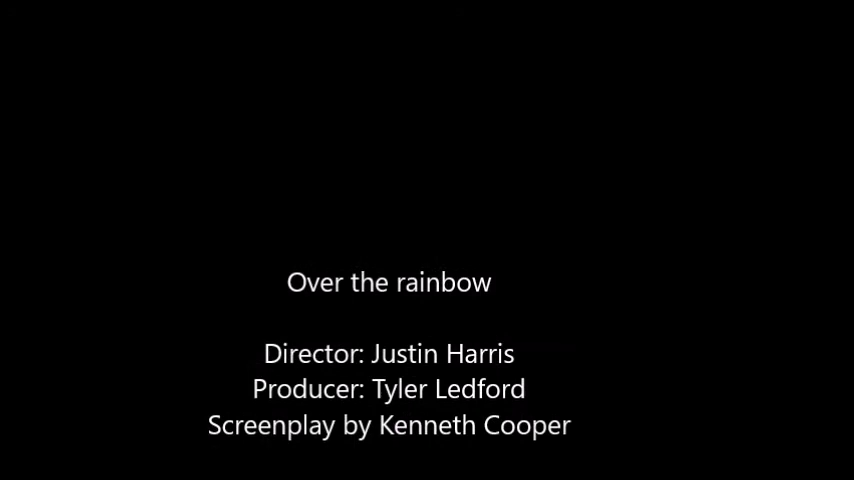 Over the rainbow
Director: Justin Harris
Producer: Tyler Ledford
Screenplay by Kenneth Cooper